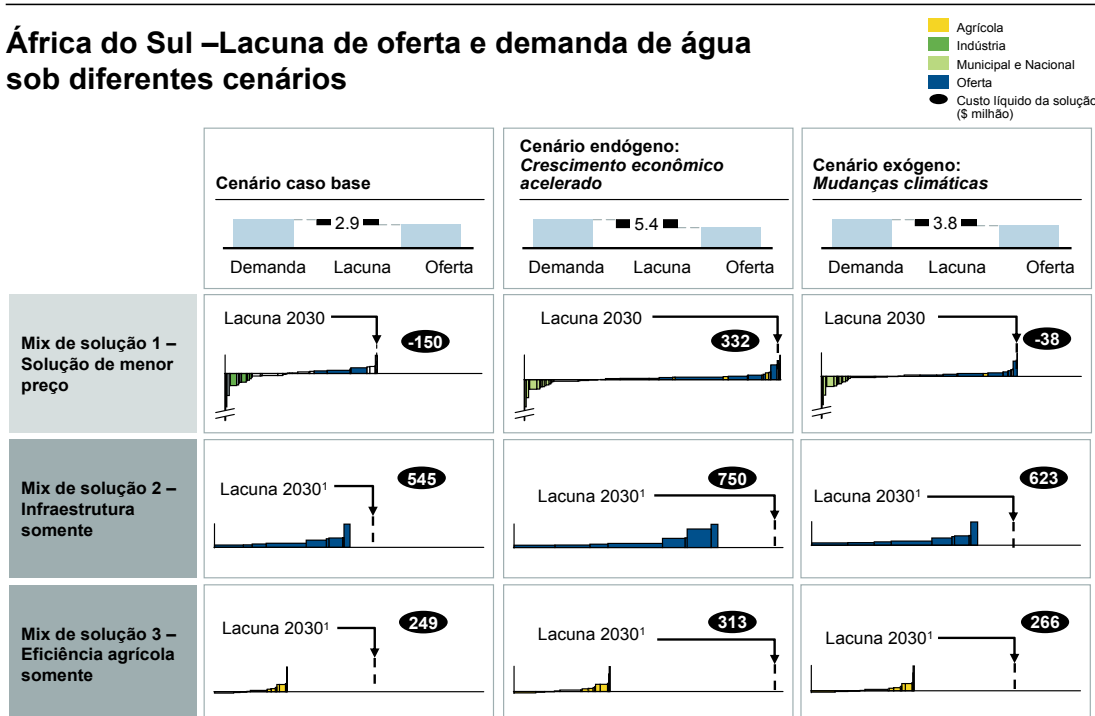 África do Sul –Lacuna de oferta e demanda de água
sob diferentes cenários
Agrícola
Indústria
Municipal e Nacional
Oferta
Custo líquido da solução
($ milhão)
Cenário caso base
2.9
Demanda Lacuna Oferta
Cenário endógeno:
Crescimento econômico
acelerado
5.4
Demanda Lacuna Oferta
Cenário exógeno:
Mudanças climáticas
3.8
Demanda Lacuna Oferta
Mix de solução 1 –
Solução de menor
preço
Lacuna 2030
-150
Lacuna 2030
332
Lacuna 2030
-38
Mix de solução 2 –
Infraestrutura
somente
Lacuna 2030¹
545
Lacuna 2030¹
750
Lacuna 2030¹
623
Mix de solução 3 –
Eficiência agrícola
somente
Lacuna 2030¹
249
Lacuna 2030¹
313
Lacuna 2030¹
266